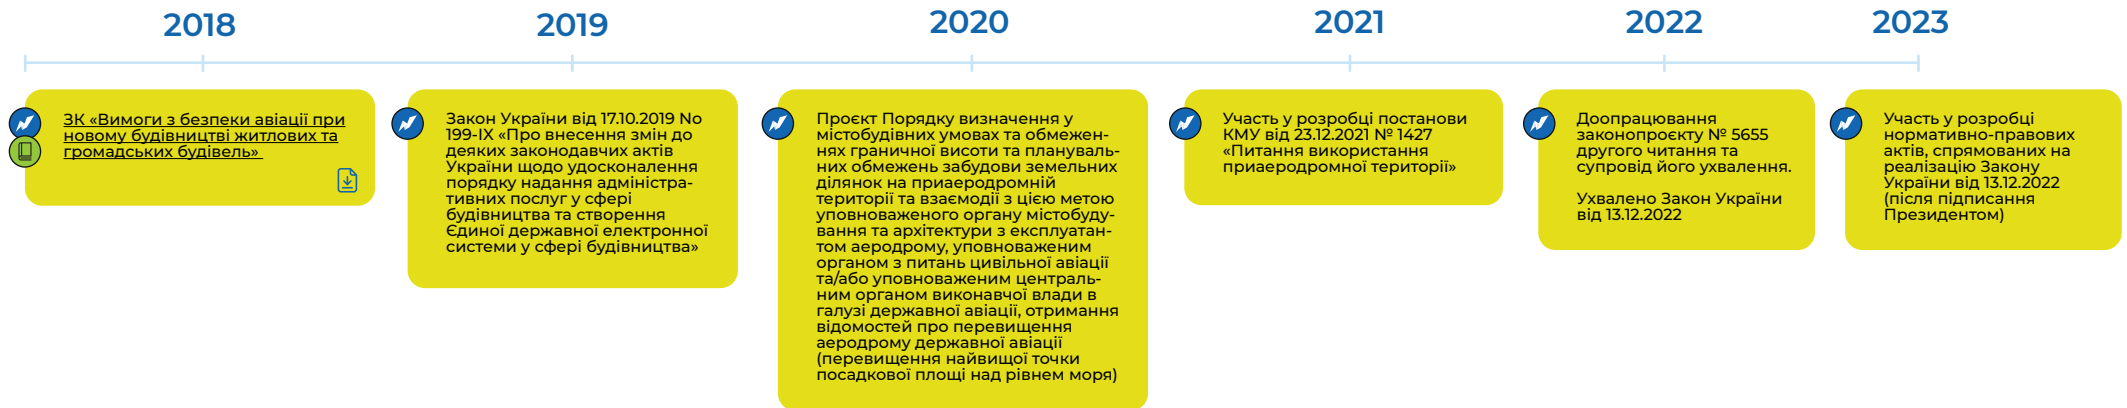 2018
2019
2020
2021
2022
2023
ЗК «Вимоги з безпеки авіації при
новому будівництві житлових та
громадських будівель»
Закон України від 17.10.2019 No
199-IX «Про внесення змін до
деяких законодавчих актів
України щодо удосконалення
порядку надання адміністра-
тивних послуг у сфері
будівництва та створення
Єдиної державної електронної
системи у сфері будівництва»
Проєкт Порядку визначення у
містобудівних умовах та обмежен-
нях граничної висоти та плануваль-
них обмежень забудови земельних
ділянок на приаеродромній
території та взаємодії з цією метою
уповноваженого органу містобуду-
вання та архітектури з експлуатан-
том аеродрому, уповноваженим
органом з питань цивільної авіації
та/або уповноваженим централь-
ним органом виконавчої влади в
галузі державної авіації, отримання
відомостей про перевищення
аеродрому державної авіації
(перевищення найвищої точки
посадкової площі над рівнем моря)
Участь у розробці постанови
КМУ від 23.12.2021 № 1427
«Питання використання
приаеродромної території»
Доопрацювання
законопроєкту № 5655
другого читання та
супровід його ухвалення.
Ухвалено Закон України
від 13.12.2022
Участь у розробці
нормативно-правових
актів, спрямованих на
реалізацію Закону
України від 13.12.2022
(після підписання
Президентом)